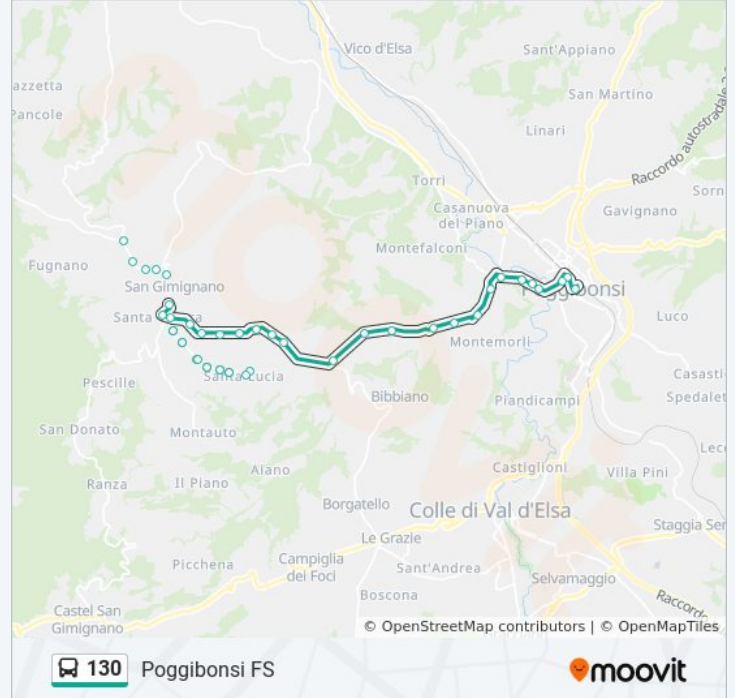 Vico d'Elsa
Sant'Appiano
azzetta
San Martino
Pancole
Linari
Raccordo autostradale
Torri
Sorn
Casanuova
del Piano
Gavignano
Montefalconi
Fugnano
San Gimignano
Poggibonsi
Santa
Luco
Montemorli
Casasti
Santa Lucia
Pescille
Bibbiano
Piandicampi
Spedalet
San Donato
Montauto
Lecc
Aiano
Castiglioni
Villa Pini
Ranza
Il Piano
Borgatello
Colle di Val d'Elsa
Staggia Sen
Le Grazie
Campiglia
dei Foci
Picchena
Sant'Andrea
Selvamaggio
Boscona
Raccordo
Castel San
Gimignano
© OpenStreetMap contributors | © OpenMapTiles
130 Poggibonsi FS
moovit